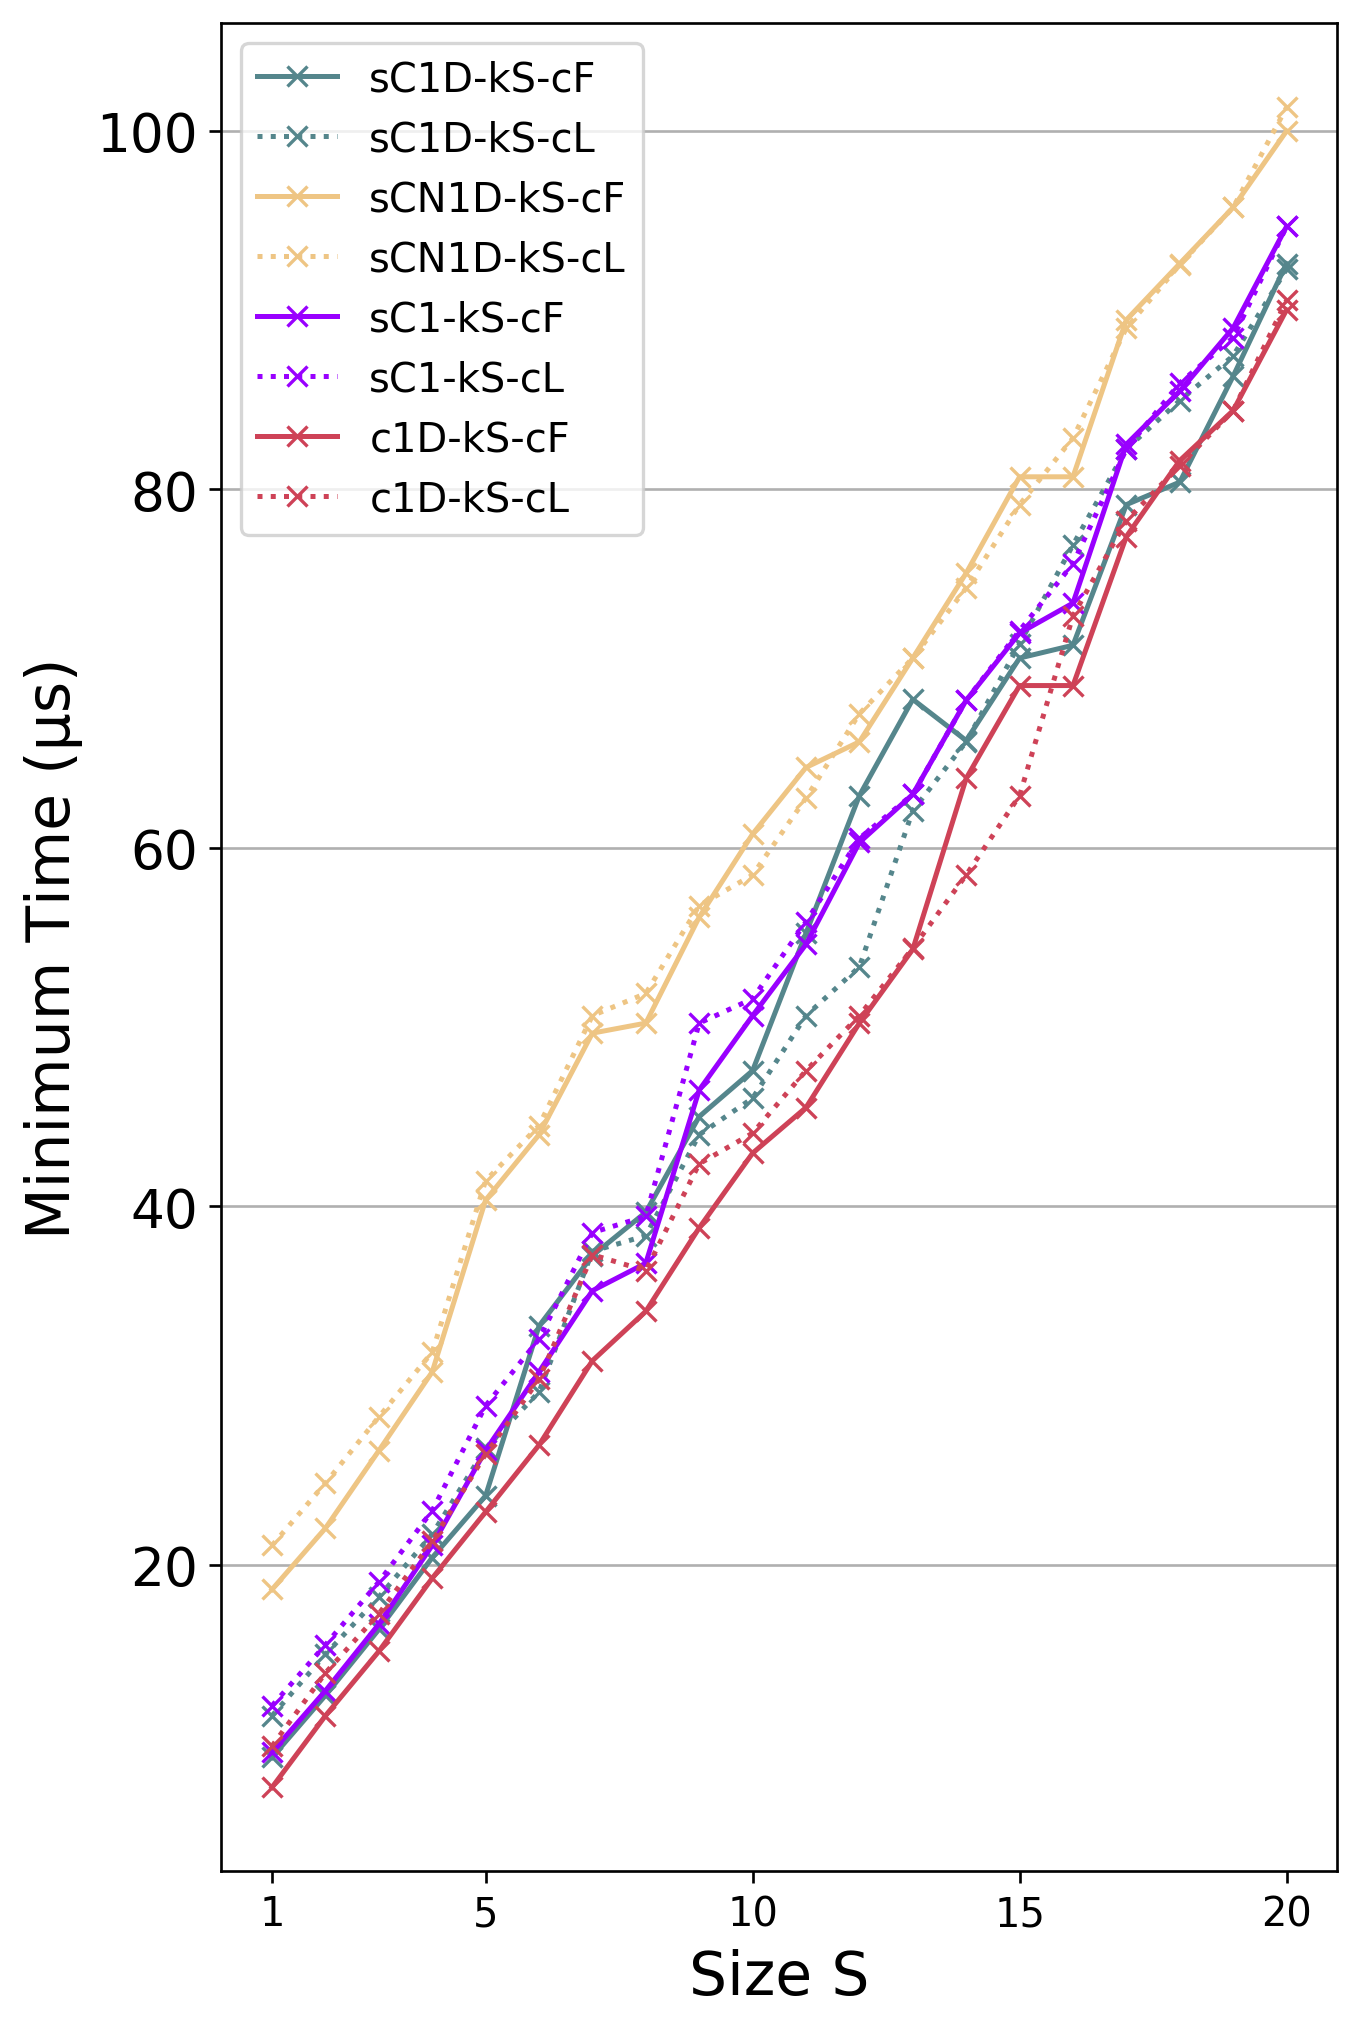 sC1D-kS-cF
sC1D-kS-cL
sCN1D-kS-cF
sCN1D-kS-cL
sC1-kS-cF
sC1-kS-cL
c1D-kS-cF
c1D-kS-cL
100
80
60
40
20
Minimum Time (µs)
1 5 10 15 20
Size S